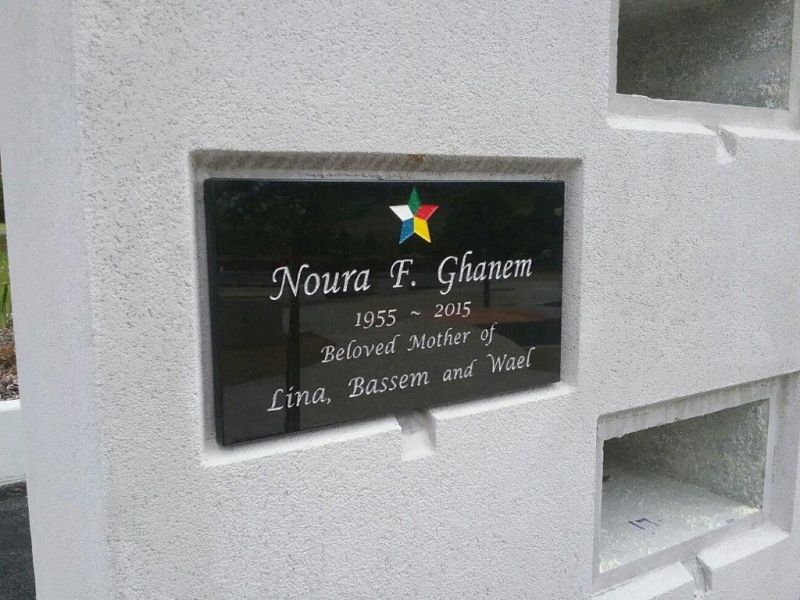 Noura F. Ghanem
1955 ~ 2015
Beloved Mother of
Lina, Bassem and Wael